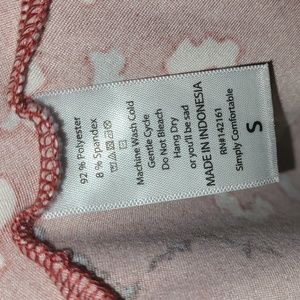 92 % Polyester
8 % Spandex
Machine Wash Cold
Gentle Cycle
Do Not Bleach
Hang Dry
or you'll be sad
MADE IN INDONESIA
RN#142161
Simply Comfortable
S